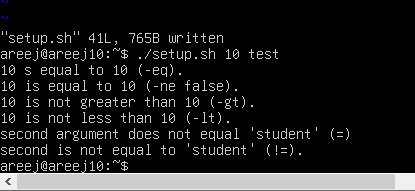 ~
~
"setup.sh" 41L, 765B written
areej@areej10:~$ ./setup.sh 10 test
10 s equal to 10 (-eq).
10 is equal to 10 (-ne false).
10 is not greater than 10 (-gt).
10 is not less than 10 (-lt).
second argument does not equal 'student' (=)
second is not equal to 'student' (!=).
areej@areej10:~$